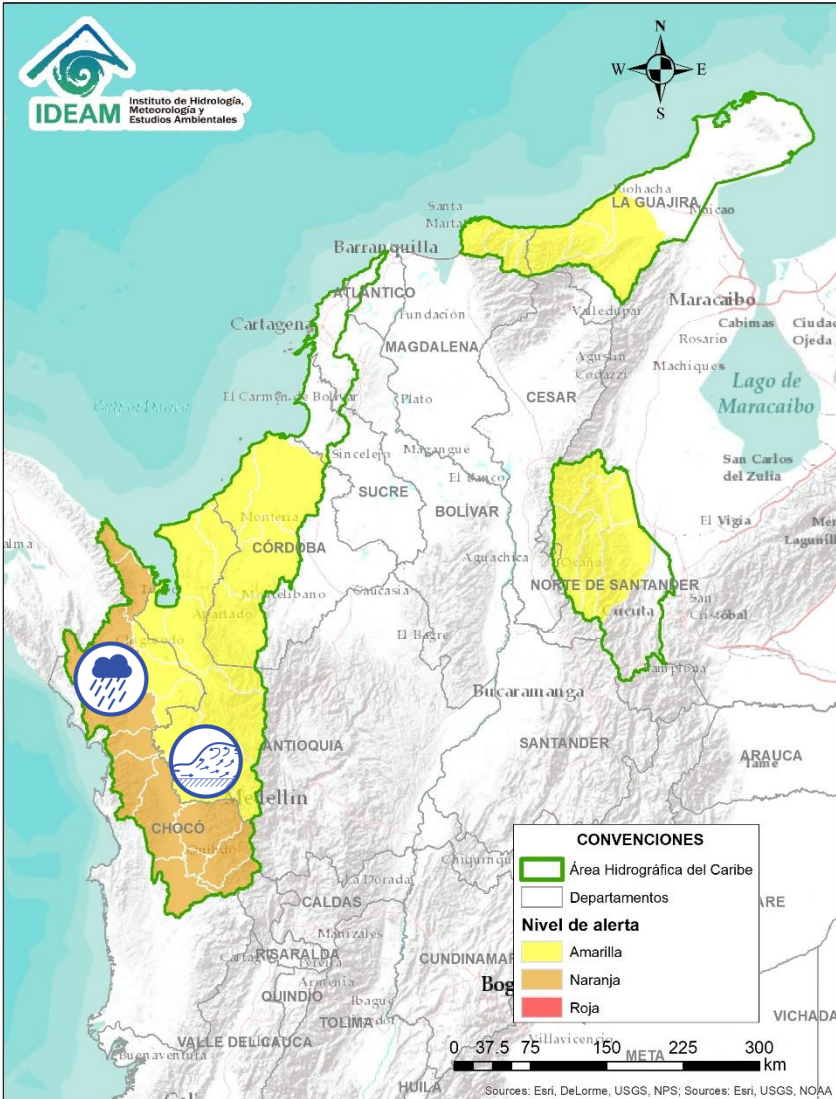 IDEAM
Instituto de Hidrología,
Meteorología y
Estudios Ambientales
N
W
E
S
Riohacha
LA GUAJIRA
Maicao
Santa
Marta
Barranquilla
ATLÁNTICO
Maracaibo
Cabimas
Ciudad
Ojeda
Cartagena
Fundación
Valledupar
Rosario
MAGDALENA
Machiques
Agustín
Codazzi
Lago de
Maracaibo
El Carmén de Bolívar
Plato
CESAR
Sincelejo
Magangue
San Carlos
del Zulia
El Banco
SUCRE
BOLÍVAR
El Vigía
Montería
CÓRDOBA
Aguachica
Ocaña
NORTE DE SANTANDER
Montelibano
Caucasia
San
Cristóbal
Cúcuta
Apartadó
El Bagre
Pamplona
Bucaramanga
ANTIOQUIA
SANTANDER
ARAUCA
Tame
Medellín
CHOCÓ
Quibdó
La Dorada
CALDAS
Manizales
RISARALDA
CUNDINAMAR
Armenia
QUINDÍO
Ibagué
Bog
TOLIMA
VICHADA
VALLE DEL CAUCA
Villavicencio
META
Buenaventura
HUILA
CONVENCIONES
Área Hidrográfica del Caribe
Departamentos
Nivel de alerta
Amarilla
Naranja
Roja
0 37.5 75 150 225 300
km
Sources: Esri, DeLorme, USGS, NPS; Sources: Esri, USGS, NOAA